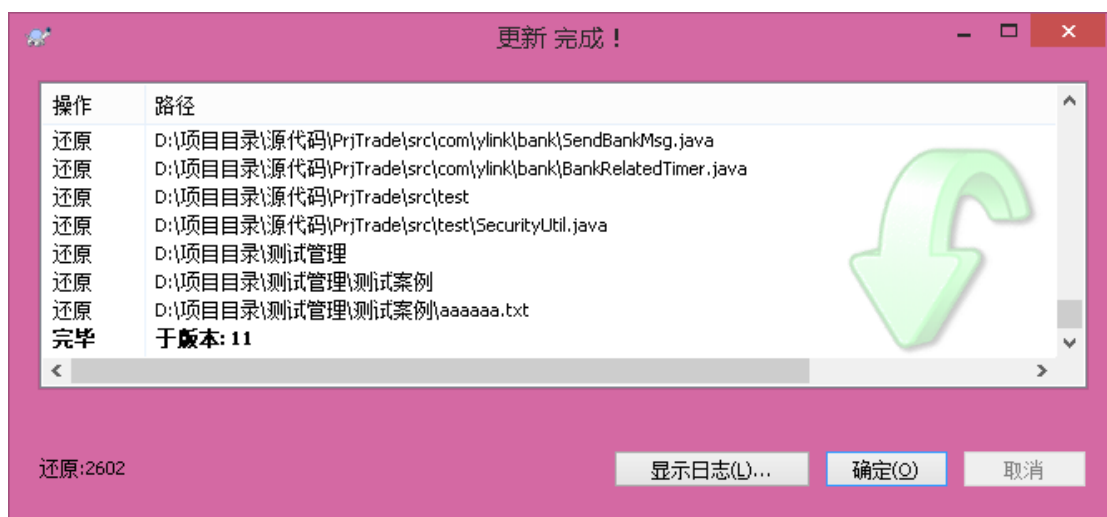 更新 完成！
操作 路径
还原 D:\项目目录\源代码\PrjTrade\src\com\ylink\bank\SendBankMsg.java
还原 D:\项目目录\源代码\PrjTrade\src\com\ylink\bank\BankRelatedTimer.java
还原 D:\项目目录\源代码\PrjTrade\src\test
还原 D:\项目目录\源代码\PrjTrade\src\test\SecurityUtil.java
还原 D:\项目目录\测试管理
还原 D:\项目目录\测试管理\测试案例
还原 D:\项目目录\测试管理\测试案例\aaaaaa.txt
完毕 于版本: 11
还原:2602 显示日志(L)... 确定(O) 取消